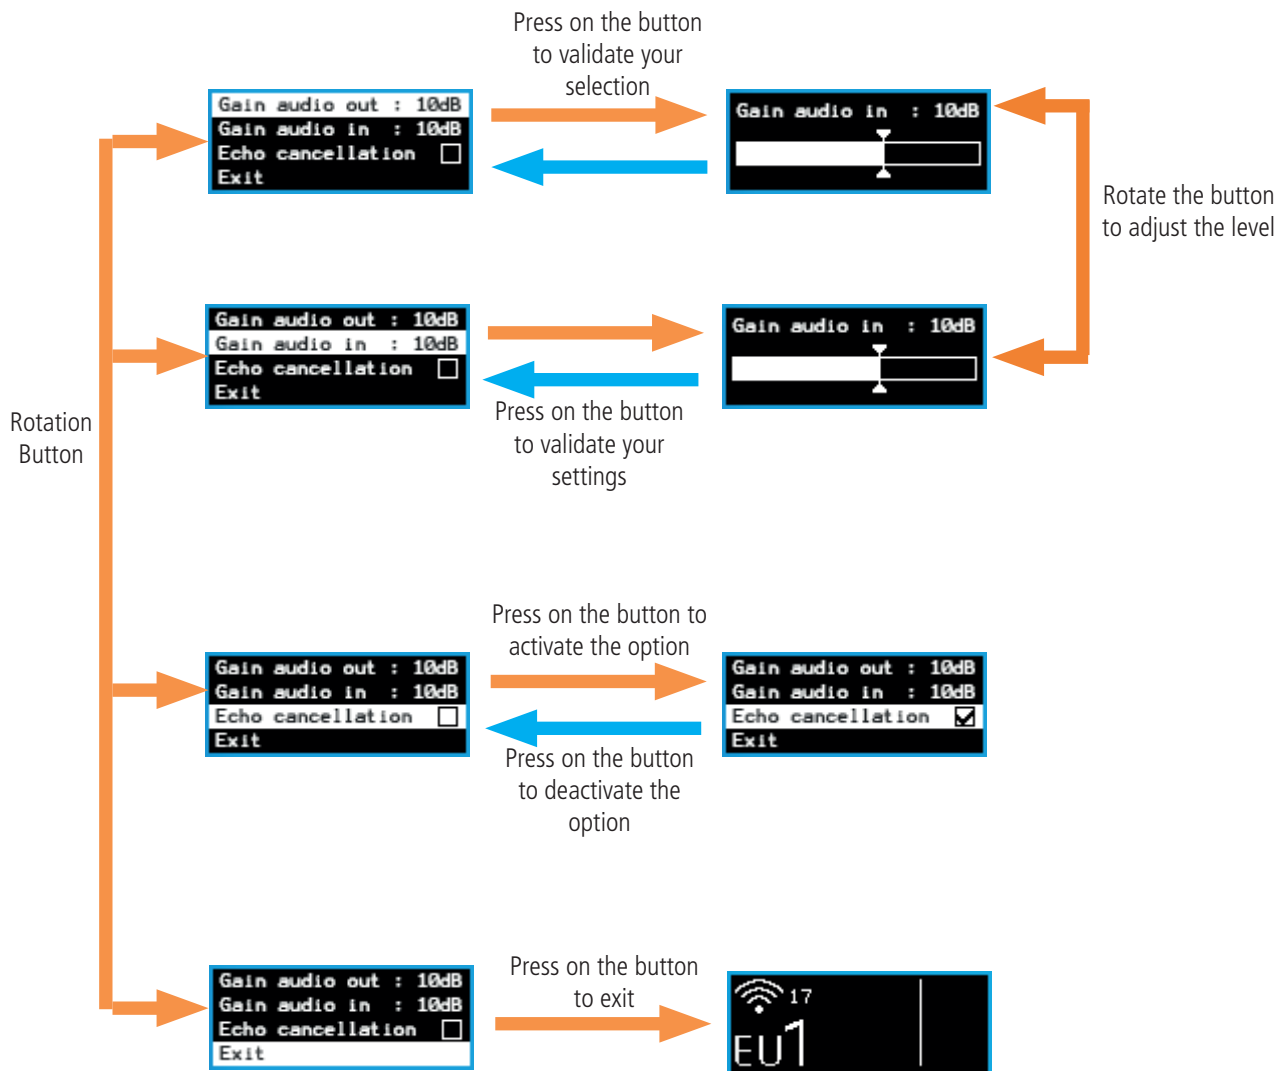 Press on the button
to validate your
selection
Gain audio out : 10dB
Gain audio in : 10dB
Echo cancellation
Exit
Gain audio in : 10dB
Rotate the button
to adjust the level
Gain audio out : 10dB
Gain audio in : 10dB
Echo cancellation
Exit
Gain audio in : 10dB
Press on the button
to validate your
settings
Rotation
Button
Press on the button to
activate the option
Gain audio out : 10dB
Gain audio in : 10dB
Echo cancellation
Exit
Gain audio out : 10dB
Gain audio in : 10dB
Echo cancellation
Exit
Press on the button
to deactivate the
option
Gain audio out : 10dB
Gain audio in : 10dB
Echo cancellation
Exit
Press on the button
to exit
17
EU1